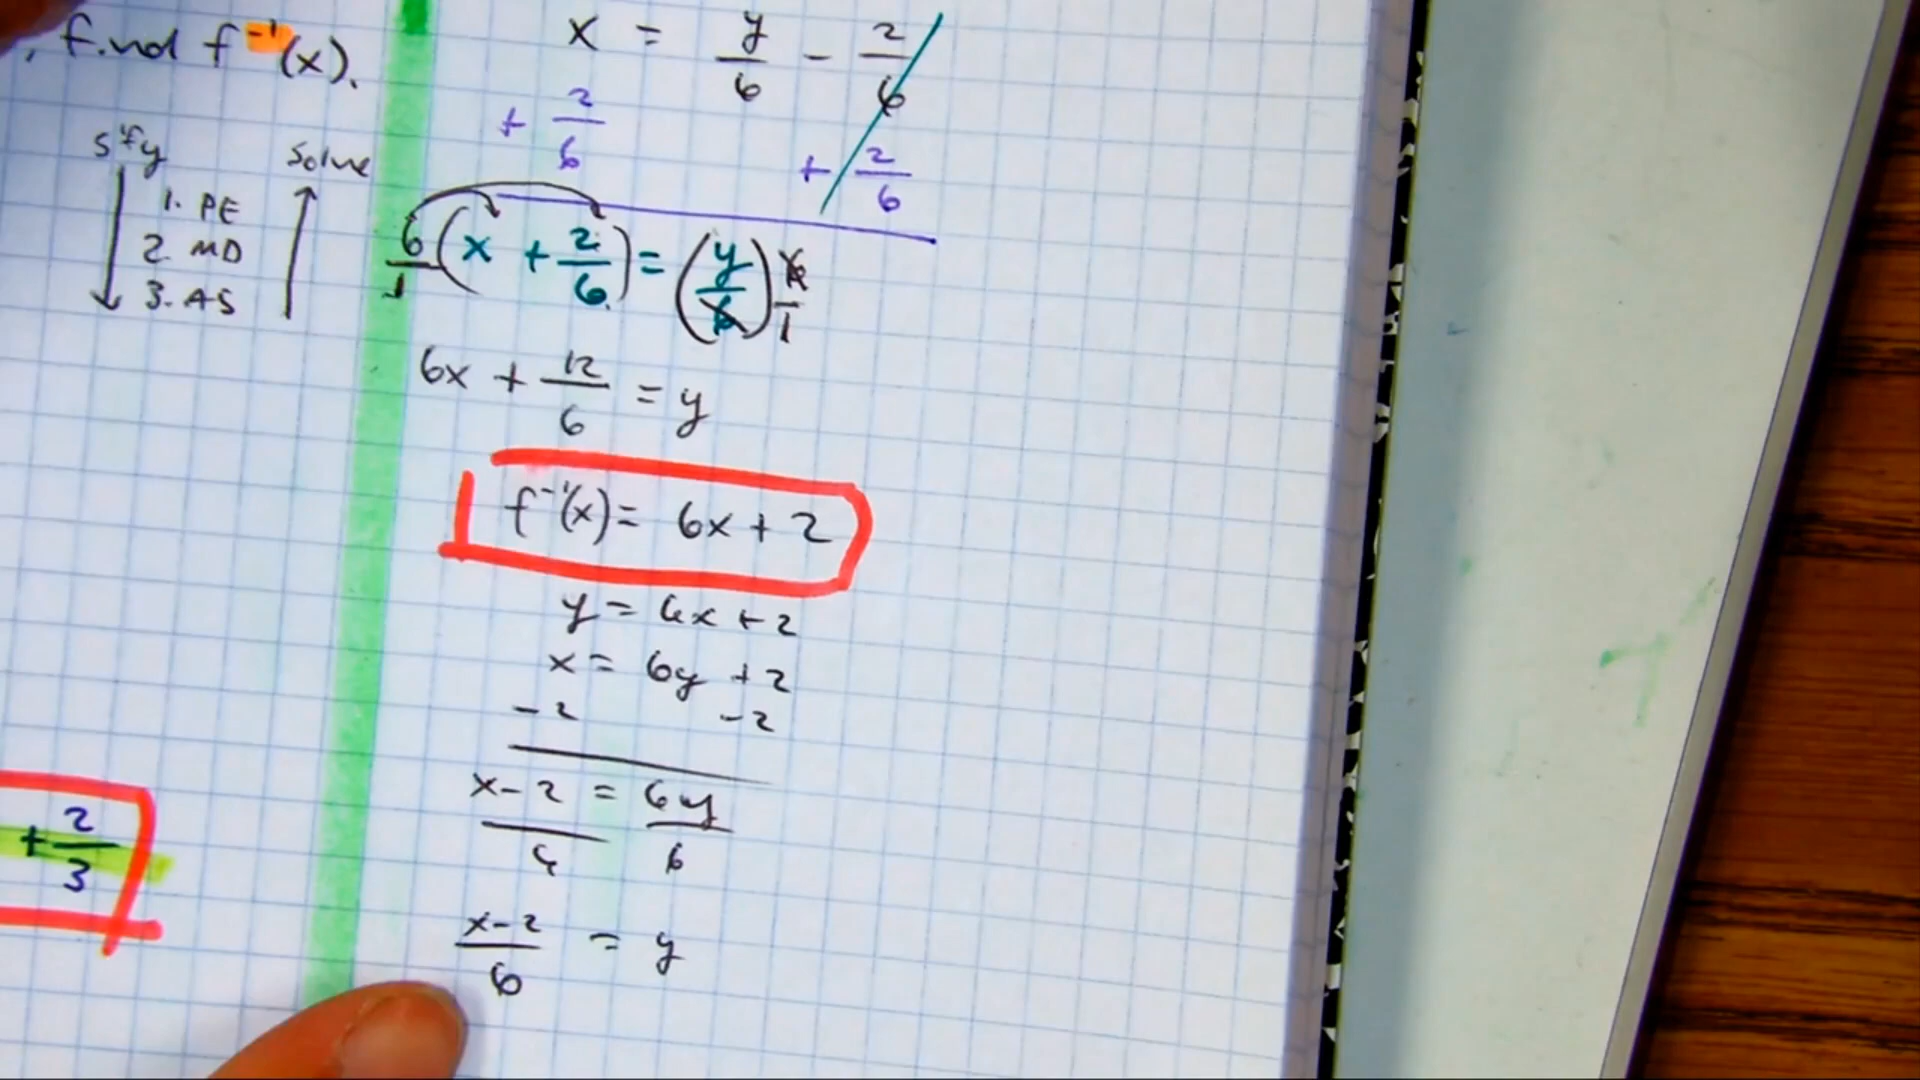 , find f⁻¹(x).
s'fy solve
1. PE
2. MD
3. AS
+ 2/3
x = y/6 - 2/6
+ 2/6 + 2/6
6/1 (x + 2/6) = (y/6) 6/1
6x + 12/6 = y
f⁻¹(x) = 6x + 2
y = 6x + 2
x = 6y + 2
-2 -2
x - 2 = 6y
6 6
x-2/6 = y